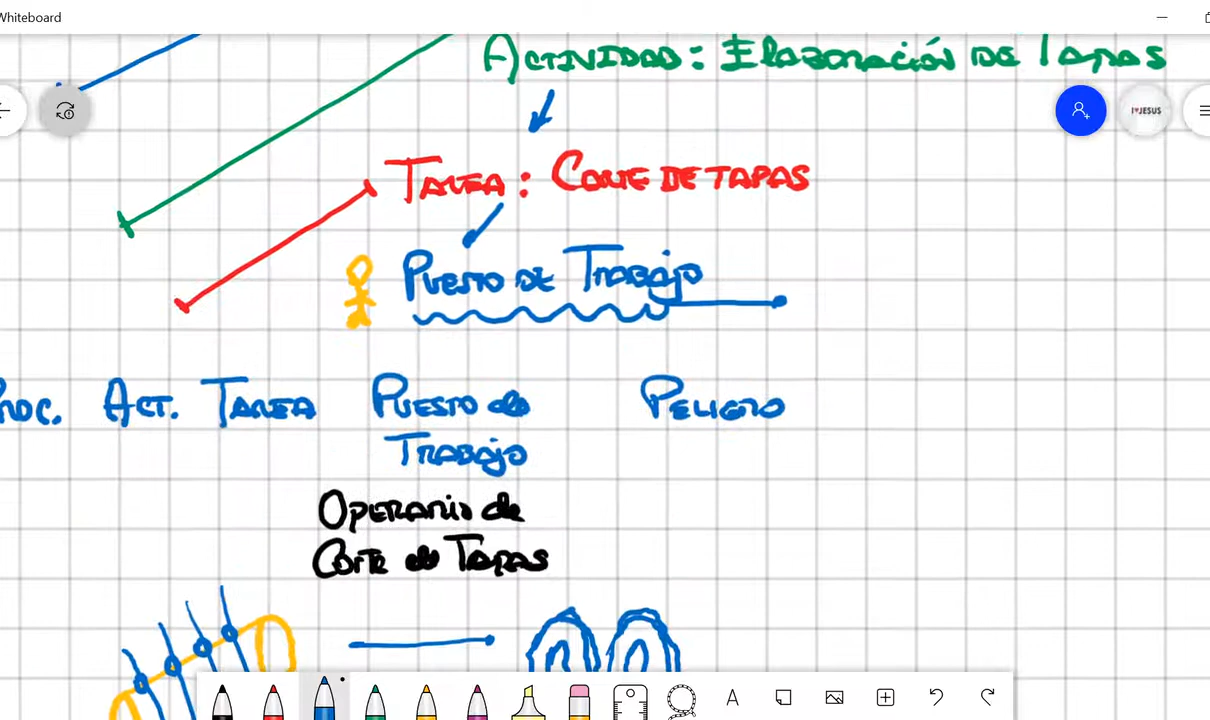 Whiteboard
ACTIVIDAD: Elaboración DE TAPAS
I♥JESUS
TAREA: CORTE DE TAPAS
PUESTO DE TRABAJO
PROC. ACT. TAREA PUESTO de PELIGRO
TRABAJO
OPERARIO de
CORTE de TAPAS
A